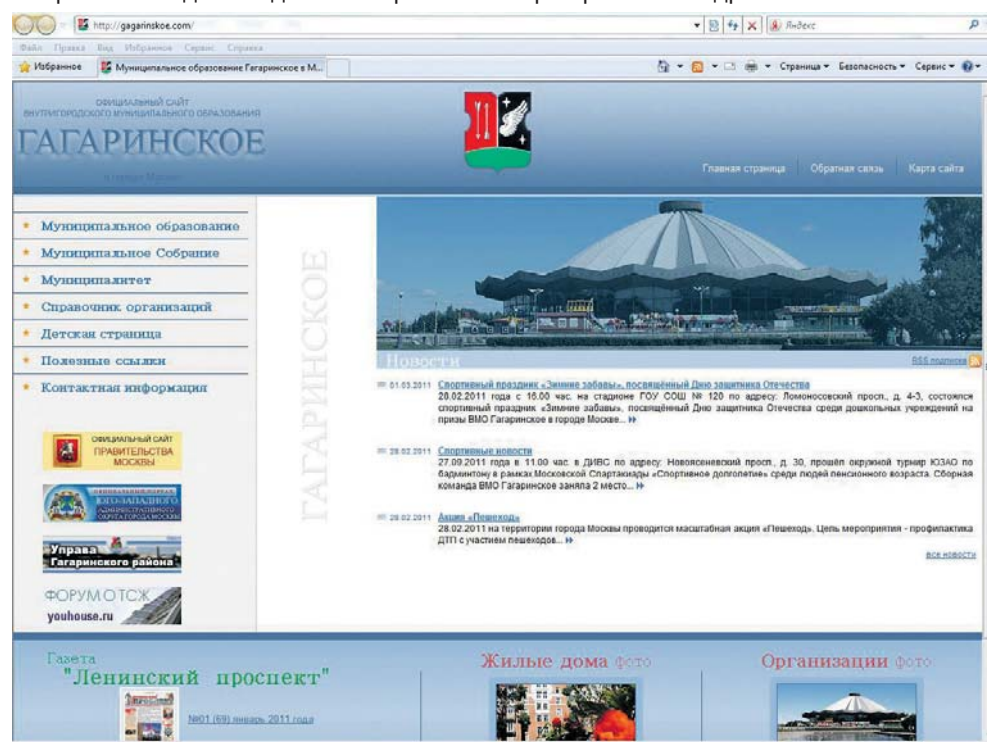 http://gagarinskoe.com/
Яндекс
Файл Правка Вид Избранное Сервис Справка
Избранное
Муниципальное образование Гагаринское в М...
Страница Безопасность Сервис
ОФИЦИАЛЬНЫЙ САЙТ
ВНУТРИГОРОДСКОГО МУНИЦИПАЛЬНОГО ОБРАЗОВАНИЯ
ГАГАРИНСКОЕ
в городе Москве
Главная страница Обратная связь Карта сайта
Муниципальное образование
Муниципальное Собрание
Муниципалитет
Справочник организаций
Детская страница
Полезные ссылки
Контактная информация
ОФИЦИАЛЬНЫЙ САЙТ
ПРАВИТЕЛЬСТВА
МОСКВЫ
ОФИЦИАЛЬНЫЙ ПОРТАЛ
ЮГО-ЗАПАДНОГО
АДМИНИСТРАТИВНОГО
ОКРУГА ГОРОДА МОСКВЫ
Управа
Гагаринского района
ФОРУМ О ТСЖ
youhouse.ru
ГАГАРИНСКОЕ
Новости
RSS подписка
01.03.2011 Спортивный праздник «Зимние забавы», посвящённый Дню защитника Отечества
28.02.2011 года с 16.00 час. на стадионе ГОУ СОШ № 120 по адресу: Ломоносовский просп., д. 4-3, состоялся
спортивный праздник «Зимние забавы», посвящённый Дню защитника Отечества среди дошкольных учреждений на
призы ВМО Гагаринское в городе Москве...
28.02.2011 Спортивные новости
27.09.2011 года в 11.00 час. в ДИВС по адресу: Новоясеневский просп., д. 30, прошёл окружной турнир ЮЗАО по
бадминтону в рамках Московской Спартакиады «Спортивное долголетие» среди людей пенсионного возраста. Сборная
команда ВМО Гагаринское заняла 2 место...
28.02.2011 Акция «Пешеход»
28.02.2011 на территории города Москвы проводится масштабная акция «Пешеход». Цель мероприятия - профилактика
ДТП с участием пешеходов...
все новости
Газета
"Ленинский проспект"
№01 (69) январь 2011 года
Жилые дома фото
Организации фото